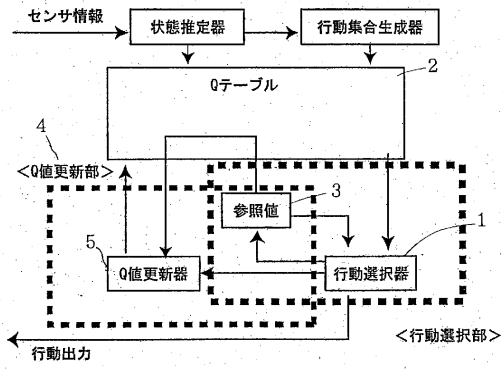 センサ情報
状態推定器
行動集合生成器
2
Qテーブル
4
<Q値更新部>
参照値
3
1
5
Q値更新器
行動選択器
行動出力
<行動選択部>